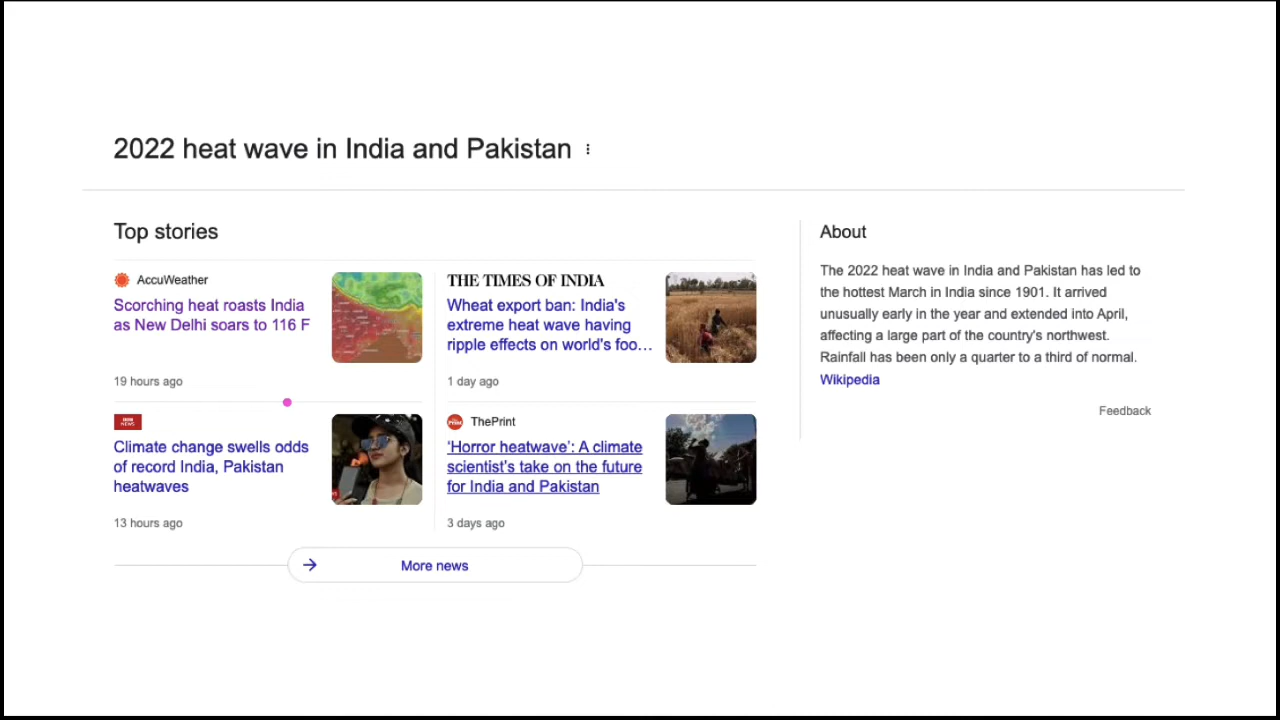 2022 heat wave in India and Pakistan
Top stories
AccuWeather
Scorching heat roasts India
as New Delhi soars to 116 F
19 hours ago
THE TIMES OF INDIA
Wheat export ban: India's
extreme heat wave having
ripple effects on world's foo...
1 day ago
BBC
NEWS
Climate change swells odds
of record India, Pakistan
heatwaves
13 hours ago
ThePrint
‘Horror heatwave’: A climate
scientist’s take on the future
for India and Pakistan
3 days ago
More news
About
The 2022 heat wave in India and Pakistan has led to
the hottest March in India since 1901. It arrived
unusually early in the year and extended into April,
affecting a large part of the country's northwest.
Rainfall has been only a quarter to a third of normal.
Wikipedia
Feedback